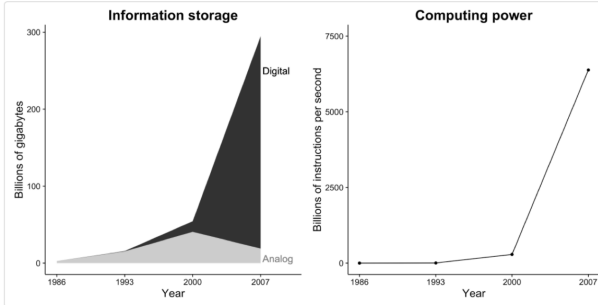 Information storage
Billions of gigabytes
300
200
100
0
Digital
Analog
1986
1993
2000
2007
Year
Computing power
Billions of instructions per second
7500
5000
2500
0
1986
1993
2000
2007
Year